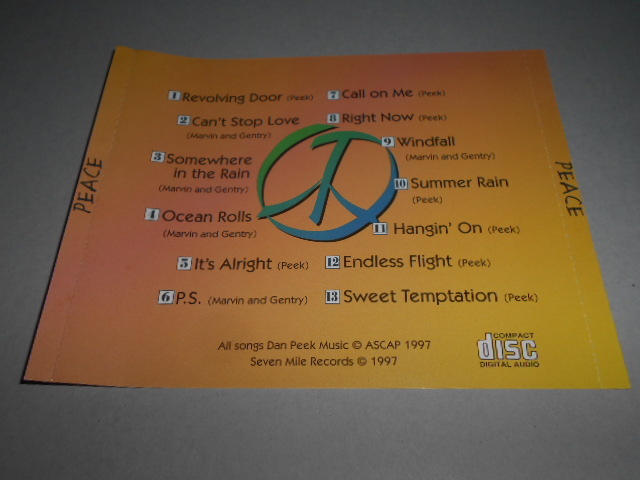 PEACE
1 Revolving Door (Peek)
2 Can't Stop Love
(Marvin and Gentry)
3 Somewhere
in the Rain
(Marvin and Gentry)
4 Ocean Rolls
(Marvin and Gentry)
5 It's Alright (Peek)
6 P.S. (Marvin and Gentry)
7 Call on Me (Peek)
8 Right Now (Peek)
9 Windfall
(Marvin and Gentry)
10 Summer Rain
(Peek)
11 Hangin' On (Peek)
12 Endless Flight (Peek)
13 Sweet Temptation (Peek)
All songs Dan Peek Music © ASCAP 1997
Seven Mile Records © 1997
COMPACT
disc
DIGITAL AUDIO
PEACE